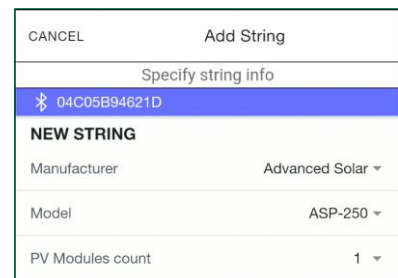 CANCEL Add String
Specify string info
04C05B94621D
NEW STRING
Manufacturer Advanced Solar
Model ASP-250
PV Modules count 1